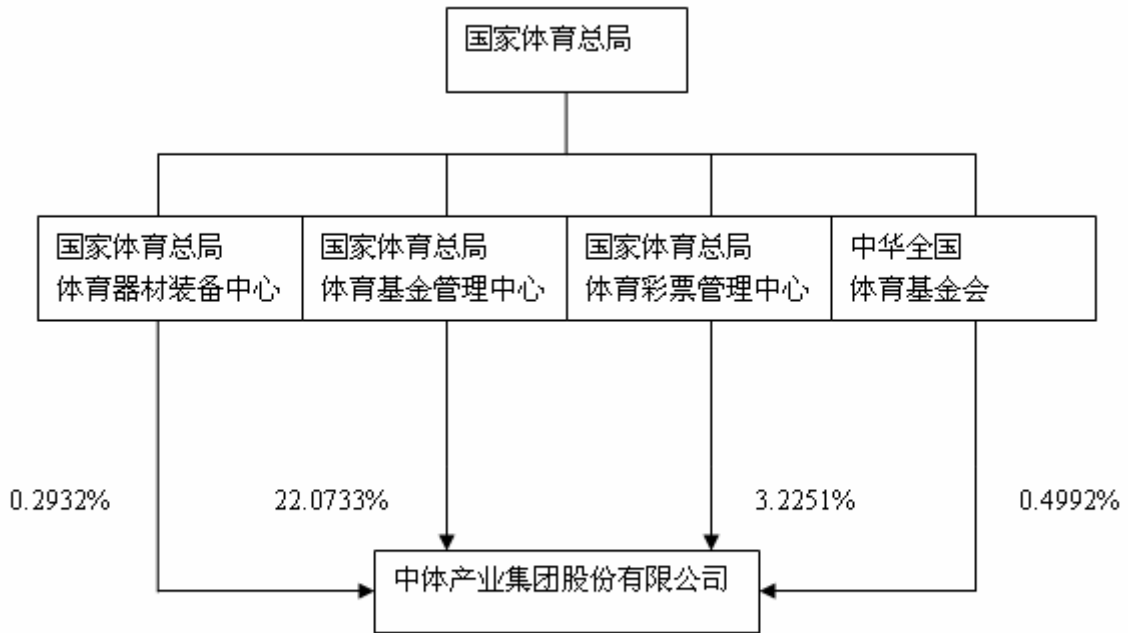 国家体育总局
国家体育总局
体育器材装备中心
国家体育总局
体育基金管理中心
国家体育总局
体育彩票管理中心
中华全国
体育基金会
0.2932%
22.0733%
3.2251%
0.4992%
中体产业集团股份有限公司